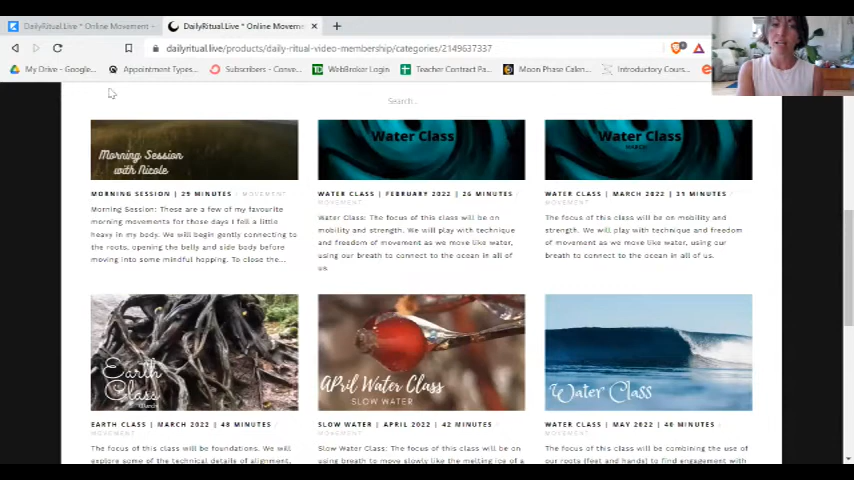 DailyRitual.Live * Online Movement
DailyRitual.Live * Online Movemen
dailyritual.live/products/daily-ritual-video-membership/categories/2149637337
My Drive - Google...
Appointment Types...
Subscribers - Conve...
WebBroker Login
Teacher Contract Pa...
Moon Phase Calen...
Introductory Cours...
Search...
Morning Session
with Nicole
Water Class
Water Class
MARCH
MORNING SESSION | 29 MINUTES / MOVEMENT
Morning Session: These are a few of my favourite
morning movements for those days I fell a little
heavy in my body. We will begin gently connecting to
the roots, opening the belly and side body before
moving into some mindful hopping. To close the...
WATER CLASS | FEBRUARY 2022 | 26 MINUTES /
MOVEMENT
Water Class: The focus of this class will be on
mobility and strength. We will play with technique
and freedom of movement as we move like water,
using our breath to connect to the ocean in all of
us.
WATER CLASS | MARCH 2022 | 31 MINUTES /
MOVEMENT
The focus of this class will be on mobility and
strength. We will play with technique and freedom
of movement as we move like water, using our
breath to connect to the ocean in all of us.
Earth
Class
April Water Class
SLOW WATER
Water Class
EARTH CLASS | MARCH 2022 | 48 MINUTES /
MOVEMENT
The focus of this class will be foundations. We will
explore some of the technical details of alignment,
SLOW WATER | APRIL 2022 | 42 MINUTES /
MOVEMENT
Slow Water Class: The focus of this class will be on
using breath to move slowly like the melting ice of a
WATER CLASS | MAY 2022 | 40 MINUTES /
MOVEMENT
The focus of this class will be combining the use of
our roots (feet and hands) to find engagement with